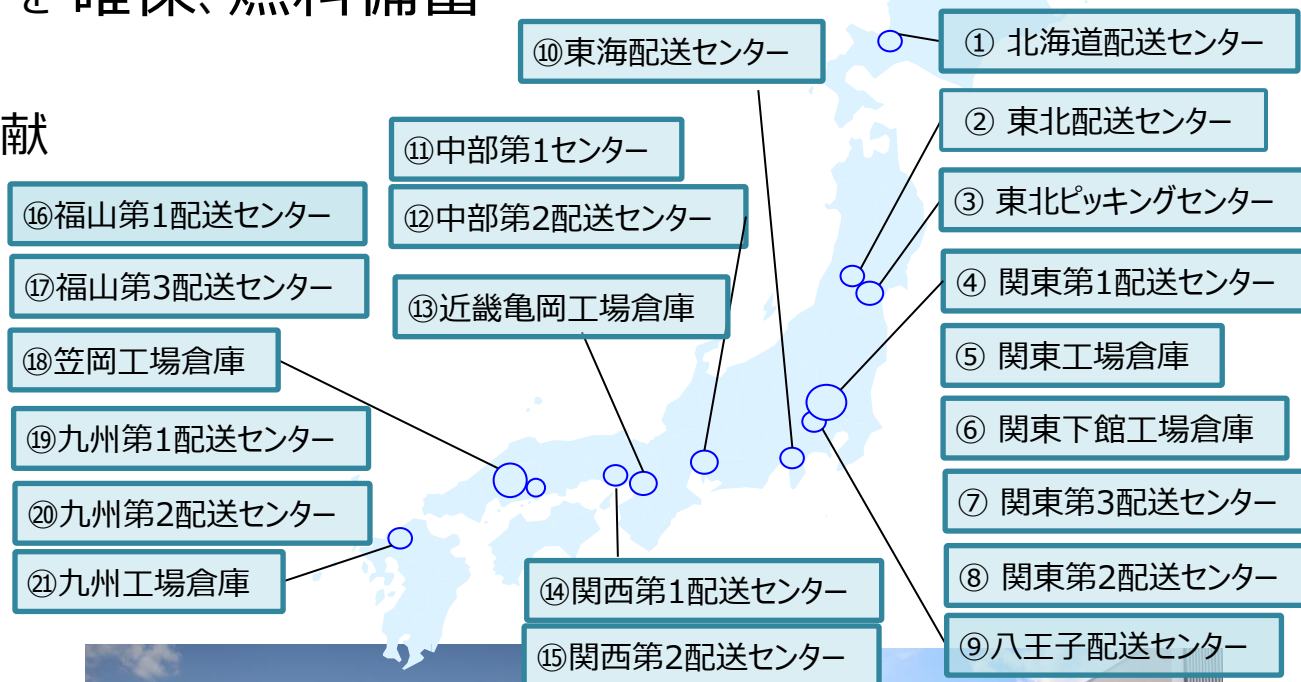 を確保、燃料備蓄
献
⑩東海配送センター
① 北海道配送センター
② 東北配送センター
⑪中部第1センター
③ 東北ピッキングセンター
⑯福山第1配送センター
⑫中部第2配送センター
④ 関東第1配送センター
⑰福山第3配送センター
⑬近畿亀岡工場倉庫
⑤ 関東工場倉庫
⑱笠岡工場倉庫
⑥ 関東下館工場倉庫
⑲九州第1配送センター
⑦ 関東第3配送センター
⑳九州第2配送センター
⑧ 関東第2配送センター
㉑九州工場倉庫
⑭関西第1配送センター
⑨八王子配送センター
⑮関西第2配送センター